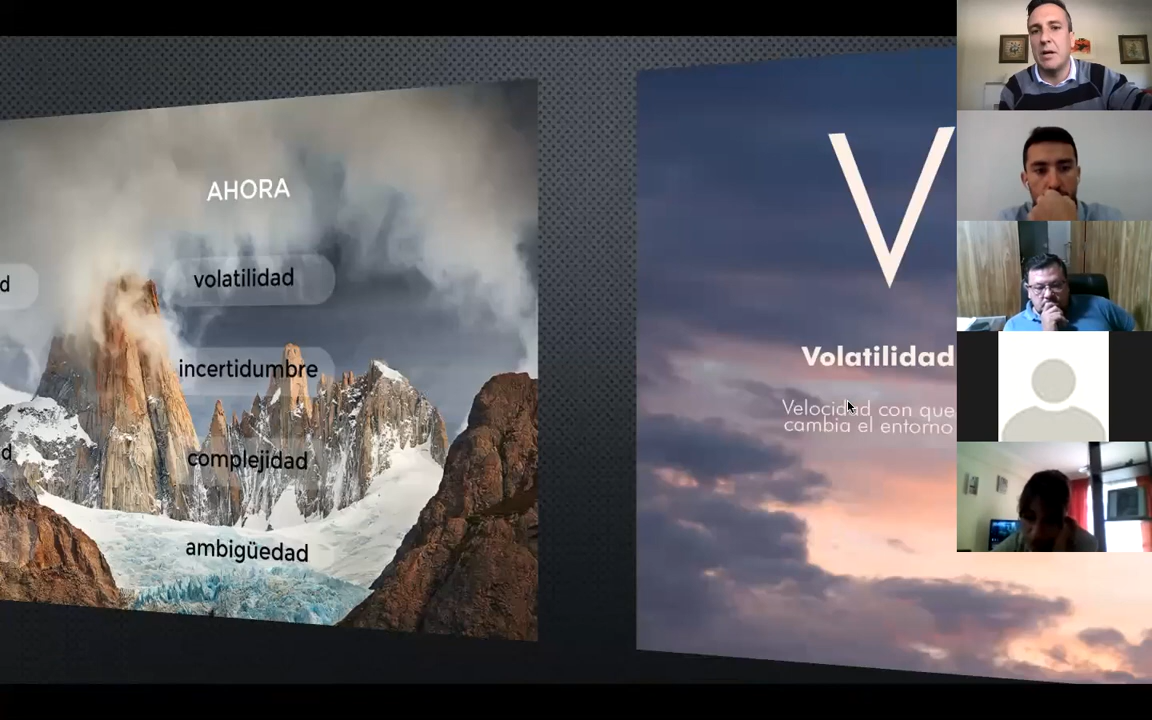 AHORA
volatilidad
incertidumbre
complejidad
ambigüedad
d
d
V
Volatilidad
Velocidad con que
cambia el entorno